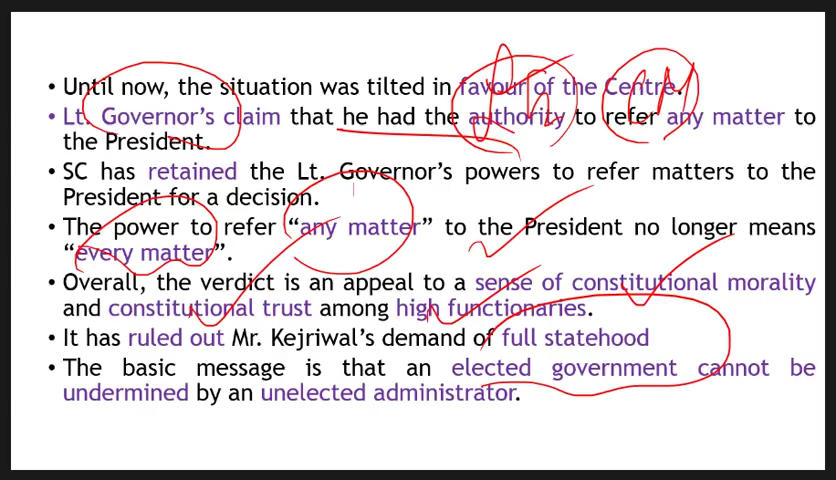 • Until now, the situation was tilted in favour of the Centre.
• Lt. Governor's claim that he had the authority to refer any matter to
the President.
• SC has retained the Lt. Governor's powers to refer matters to the
President for a decision.
• The power to refer “any matter” to the President no longer means
“every matter”.
• Overall, the verdict is an appeal to a sense of constitutional morality
and constitutional trust among high functionaries.
• It has ruled out Mr. Kejriwal's demand of full statehood
• The basic message is that an elected government cannot be
undermined by an unelected administrator.